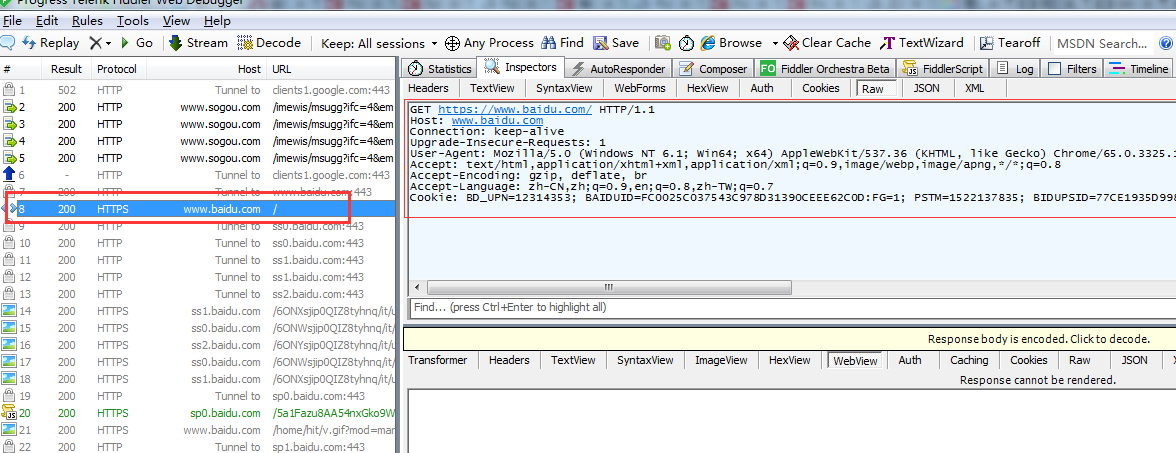 Progress Telerik Fiddler Web Debugger
File Edit Rules Tools View Help
Replay Go Stream Decode Keep: All sessions Any Process Find Save Browse Clear Cache TextWizard Tearoff MSDN Search...
# Result Protocol Host URL
1 502 HTTP Tunnel to clients1.google.com:443
2 200 HTTP www.sogou.com /imewis/msugg?ifc=4&em
3 200 HTTP www.sogou.com /imewis/msugg?ifc=4&em
4 200 HTTP www.sogou.com /imewis/msugg?ifc=4&em
5 200 HTTP www.sogou.com /imewis/msugg?ifc=4&em
6 - HTTP Tunnel to clients1.google.com:443
7 200 HTTP Tunnel to www.baidu.com:443
8 200 HTTPS www.baidu.com /
9 200 HTTP Tunnel to ss0.baidu.com:443
10 200 HTTP Tunnel to ss0.baidu.com:443
11 200 HTTP Tunnel to ss1.baidu.com:443
12 200 HTTP Tunnel to ss1.baidu.com:443
13 200 HTTP Tunnel to ss2.baidu.com:443
14 200 HTTPS ss1.baidu.com /6ONXsjip0QIZ8tyhnq/it/u
15 200 HTTPS ss0.baidu.com /6ONWsjip0QIZ8tyhnq/it/
16 200 HTTPS ss2.baidu.com /6ONYsjip0QIZ8tyhnq/it/u
17 200 HTTPS ss0.baidu.com /6ONWsjip0QIZ8tyhnq/it/
18 200 HTTPS ss1.baidu.com /6ONXsjip0QIZ8tyhnq/it/u
19 200 HTTP Tunnel to sp0.baidu.com:443
20 200 HTTPS sp0.baidu.com /5a1Fazu8AA54nxGko9W
21 200 HTTPS www.baidu.com /home/hit/v.gif?mod=man
22 200 HTTP Tunnel to sp1.baidu.com:443
Statistics Inspectors AutoResponder Composer FO Fiddler Orchestra Beta FiddlerScript Log Filters Timeline
Headers TextView SyntaxView WebForms HexView Auth Cookies Raw JSON XML
GET https://www.baidu.com/ HTTP/1.1
Host: www.baidu.com
Connection: keep-alive
Upgrade-Insecure-Requests: 1
User-Agent: Mozilla/5.0 (Windows NT 6.1; Win64; x64) AppleWebKit/537.36 (KHTML, like Gecko) Chrome/65.0.3325.1
Accept: text/html,application/xhtml+xml,application/xml;q=0.9,image/webp,image/apng,*/*;q=0.8
Accept-Encoding: gzip, deflate, br
Accept-Language: zh-CN,zh;q=0.9,en;q=0.8,zh-TW;q=0.7
Cookie: BD_UPN=12314353; BAIDUID=FC0025C037543C978D31390CEEE62C0D:FG=1; PSTM=1522137835; BIDUPSID=77CE1935D998
Find... (press Ctrl+Enter to highlight all)
Response body is encoded. Click to decode.
Transformer Headers TextView SyntaxView ImageView HexView WebView Auth Caching Cookies Raw JSON
Response cannot be rendered.